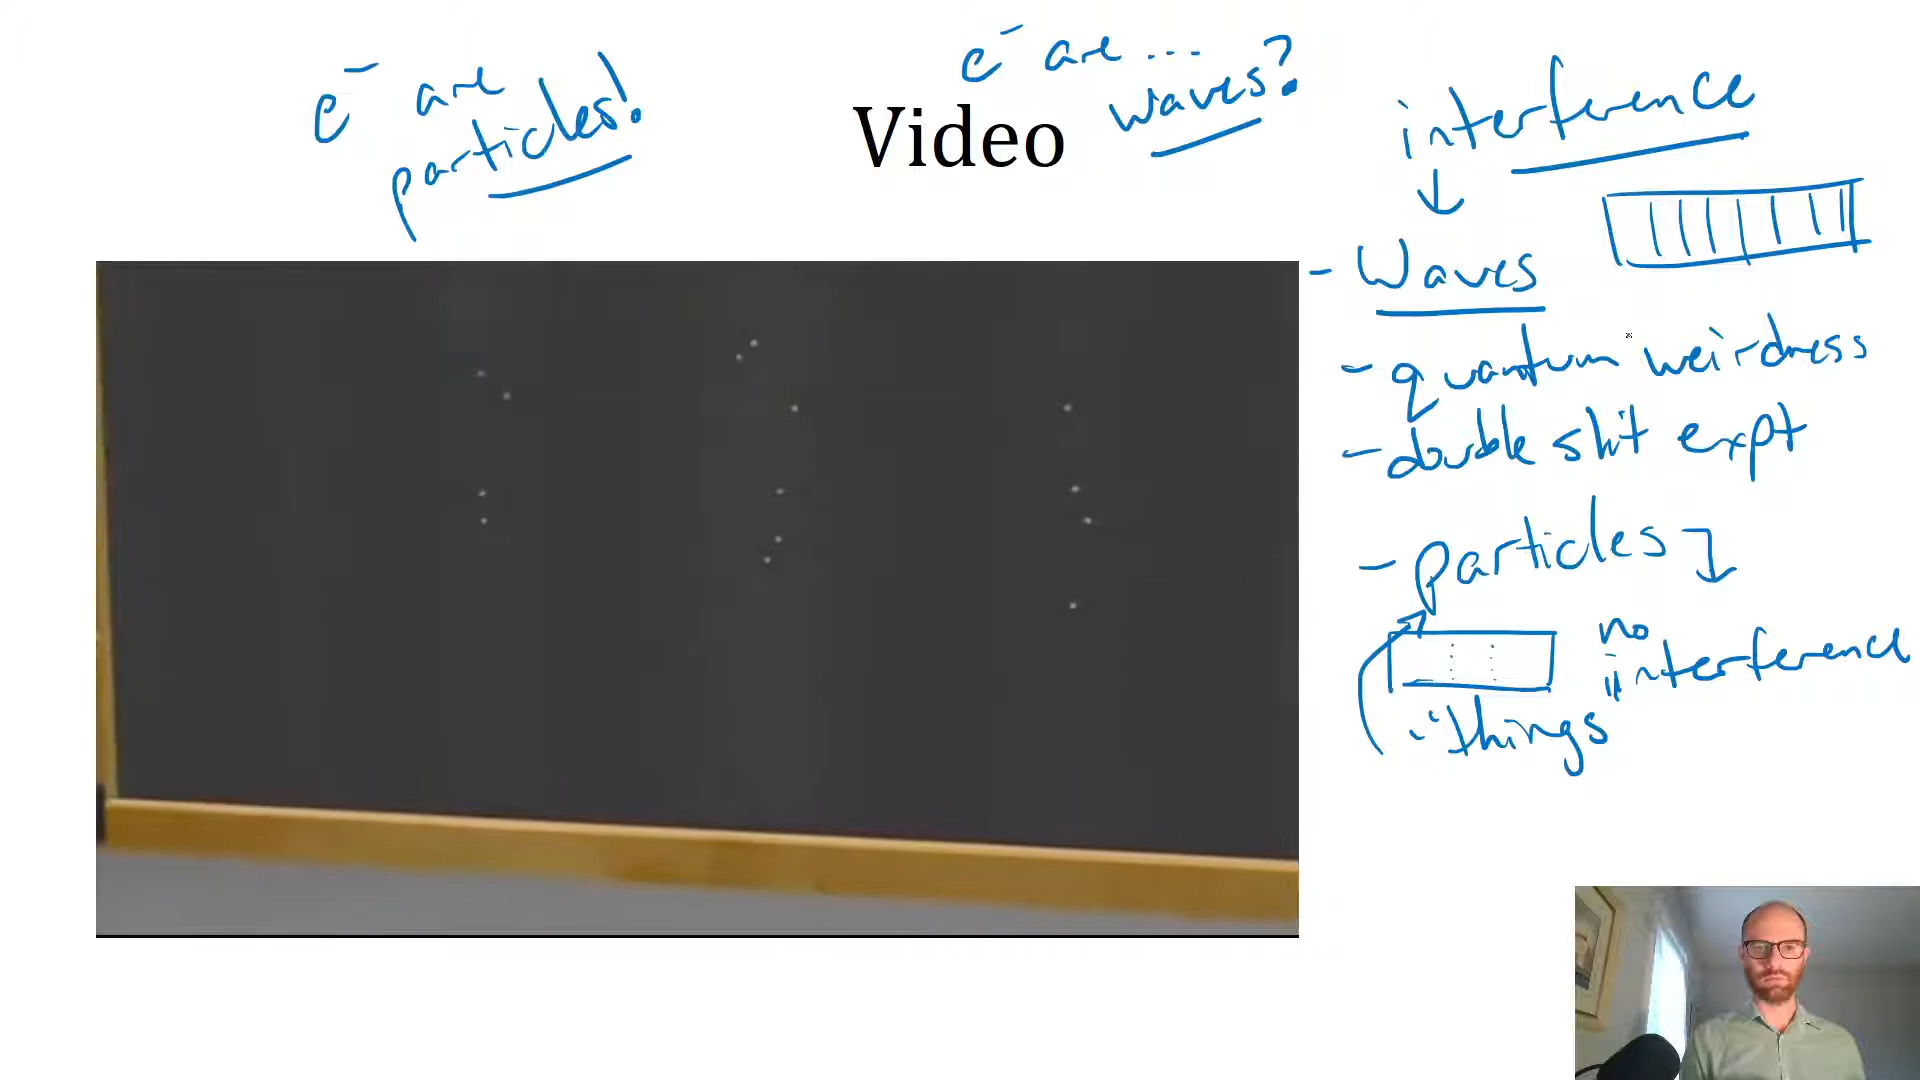 e⁻ are
particles!
e⁻ are ...
waves?
Video
interference
↓
- Waves
- quantum weirdness
- double slit expt
- particles
no
interference
"things